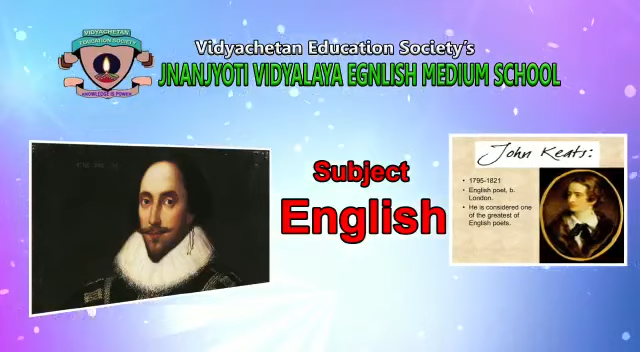 VIDYACHETAN
EDUCATION SOCIETY
KNOWLEDGE IS POWER
Vidyachetan Education Society's
JNANJYOTI VIDYALAYA EGNLISH MEDIUM SCHOOL
Subject
English
John Keats:
• 1795-1821
• English poet, b.
London.
• He is considered one
of the greatest of
English poets.